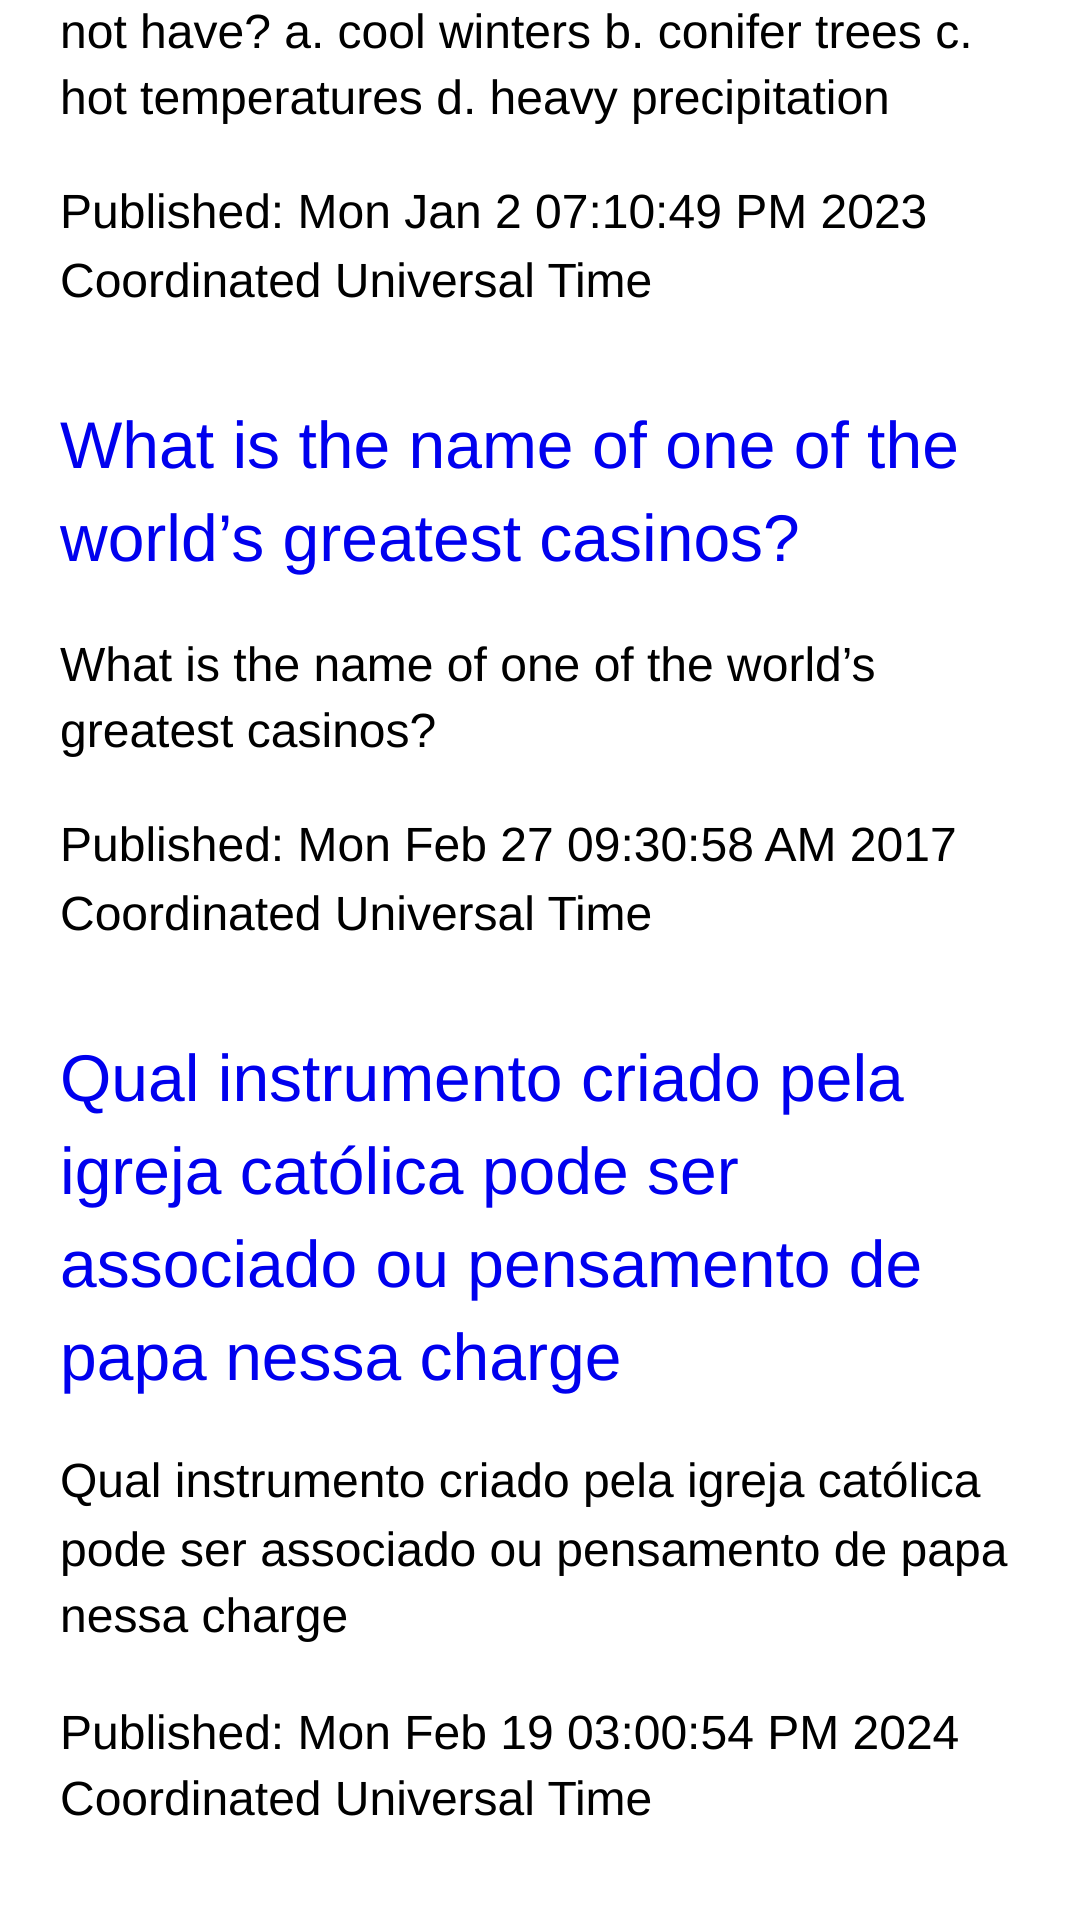 not have? a. cool winters b. conifer trees c.
hot temperatures d. heavy precipitation
Published: Mon Jan 2 07:10:49 PM 2023
Coordinated Universal Time
What is the name of one of the
world’s greatest casinos?
What is the name of one of the world’s
greatest casinos?
Published: Mon Feb 27 09:30:58 AM 2017
Coordinated Universal Time
Qual instrumento criado pela
igreja católica pode ser
associado ou pensamento de
papa nessa charge
Qual instrumento criado pela igreja católica
pode ser associado ou pensamento de papa
nessa charge
Published: Mon Feb 19 03:00:54 PM 2024
Coordinated Universal Time